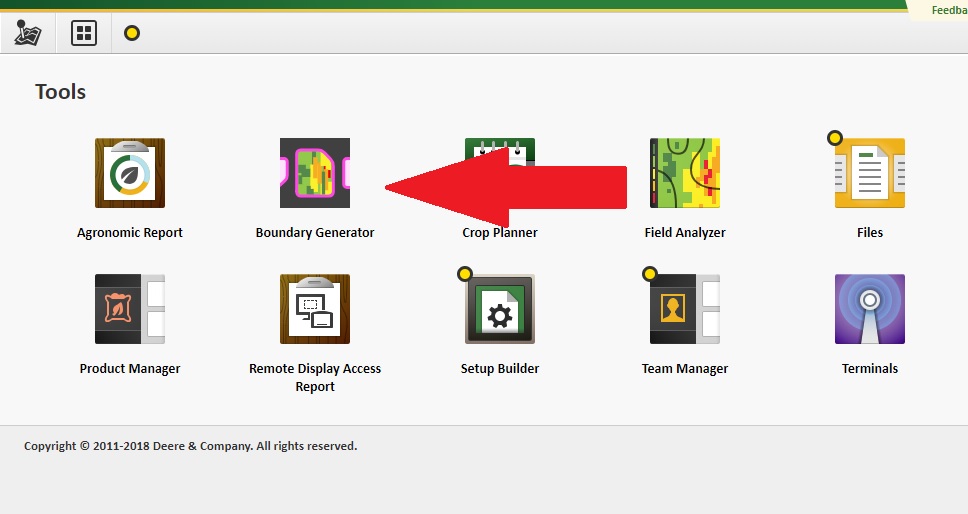 Feedba
Tools
Agronomic Report
Boundary Generator
Crop Planner
Field Analyzer
Files
Product Manager
Remote Display Access
Report
Setup Builder
Team Manager
Terminals
Copyright © 2011-2018 Deere & Company. All rights reserved.